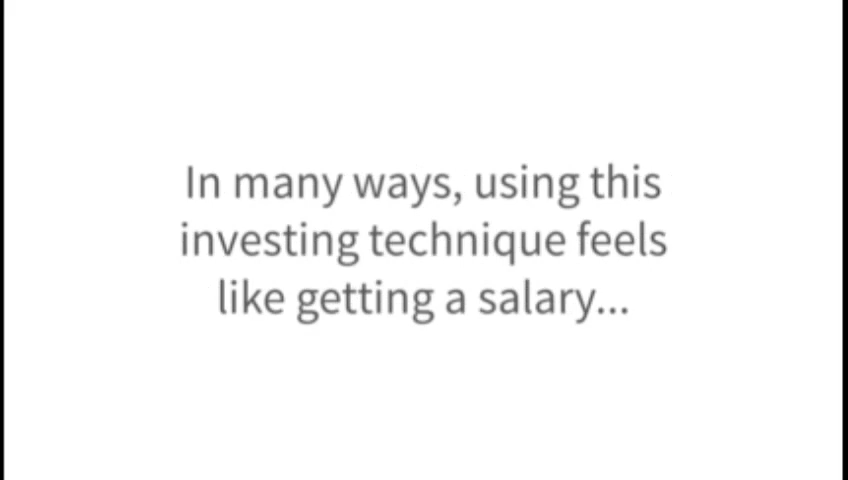 In many ways, using this
investing technique feels
like getting a salary...